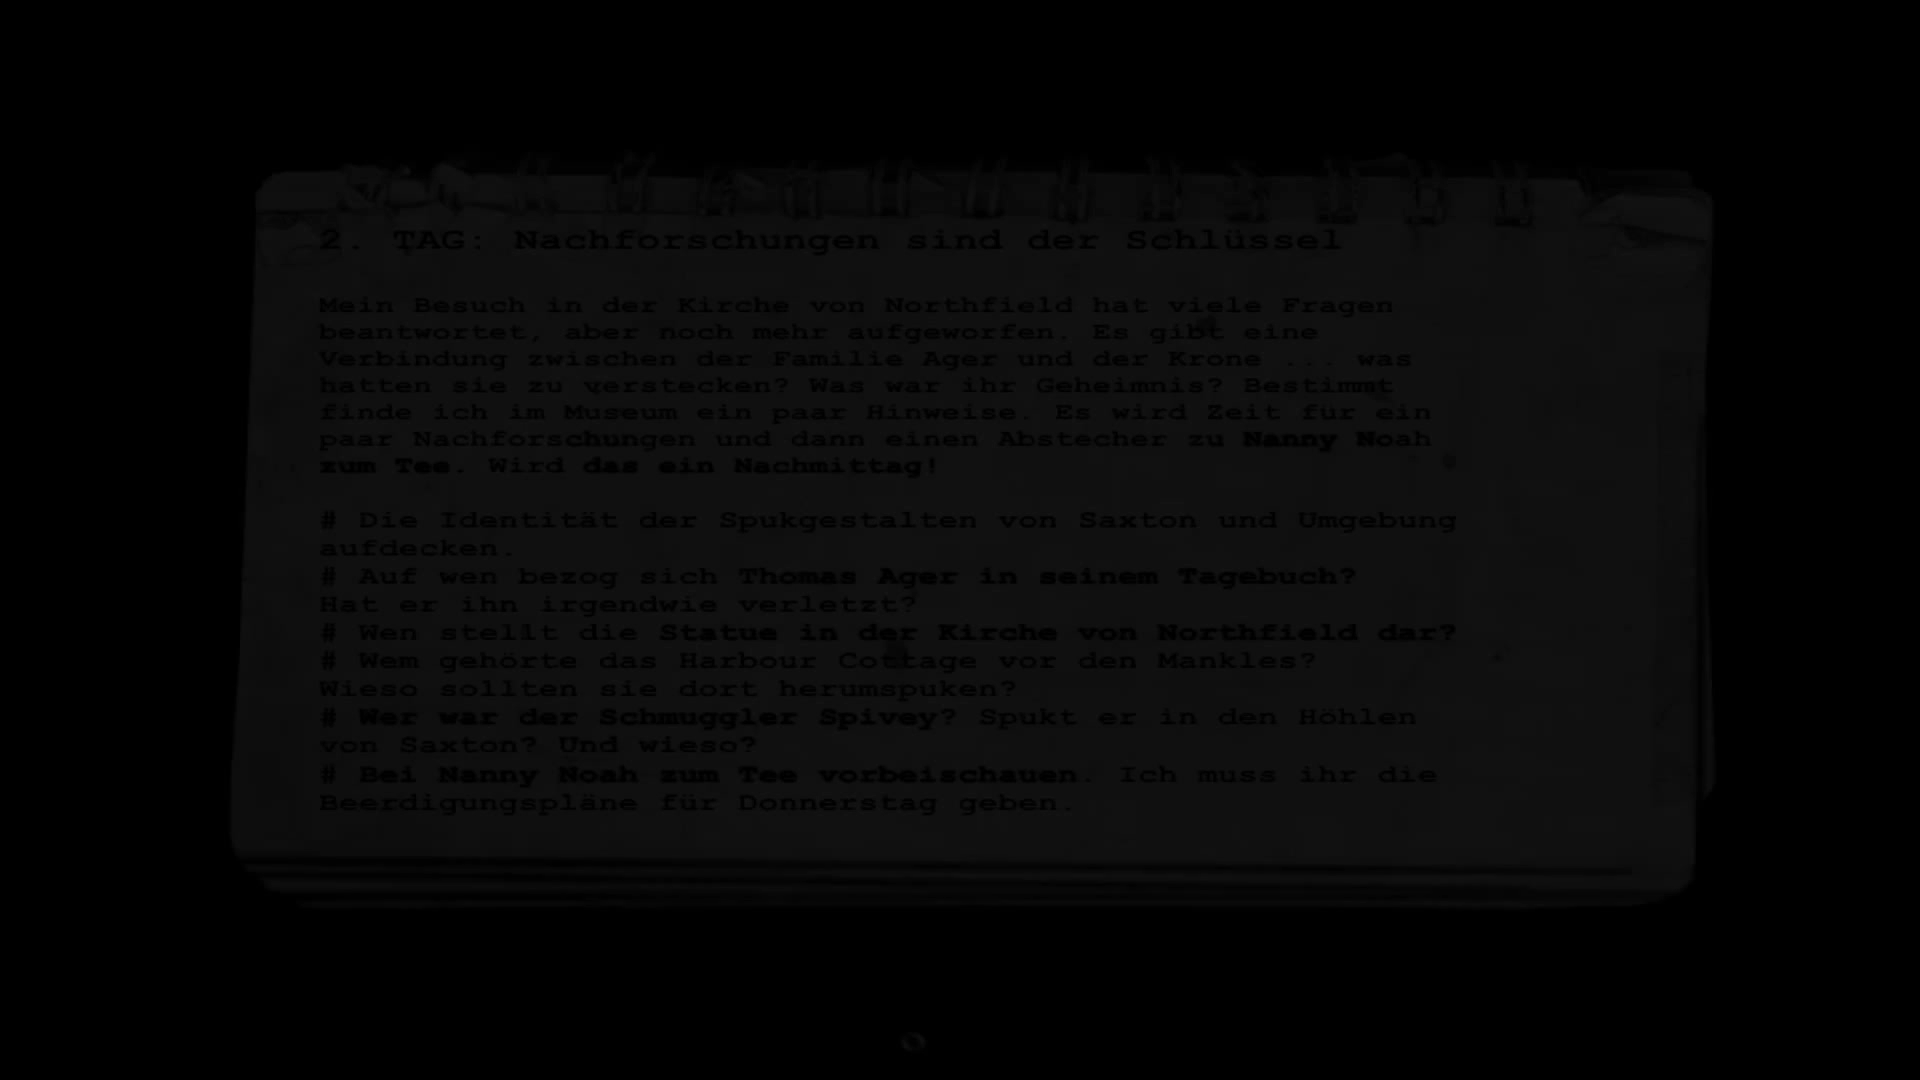 2. TAG: Nachforschungen sind der Schlüssel
Mein Besuch in der Kirche von Northfield hat viele Fragen
beantwortet, aber noch mehr aufgeworfen. Es gibt eine
Verbindung zwischen der Familie Ager und der Krone ... was
hatten sie zu verstecken? Was war ihr Geheimnis? Bestimmt
finde ich im Museum ein paar Hinweise. Es wird Zeit für ein
paar Nachforschungen und dann einen Abstecher zu Nanny Noah
zum Tee. Wird das ein Nachmittag!
# Die Identität der Spukgestalten von Saxton und Umgebung
aufdecken.
# Auf wen bezog sich Thomas Ager in seinem Tagebuch?
Hat er ihn irgendwie verletzt?
# Wen stellt die Statue in der Kirche von Northfield dar?
# Wem gehörte das Harbour Cottage vor den Mankles?
Wieso sollten sie dort herumspuken?
# Wer war der Schmuggler Spivey? Spukt er in den Höhlen
von Saxton? Und wieso?
# Bei Nanny Noah zum Tee vorbeischauen. Ich muss ihr die
Beerdigungspläne für Donnerstag geben.